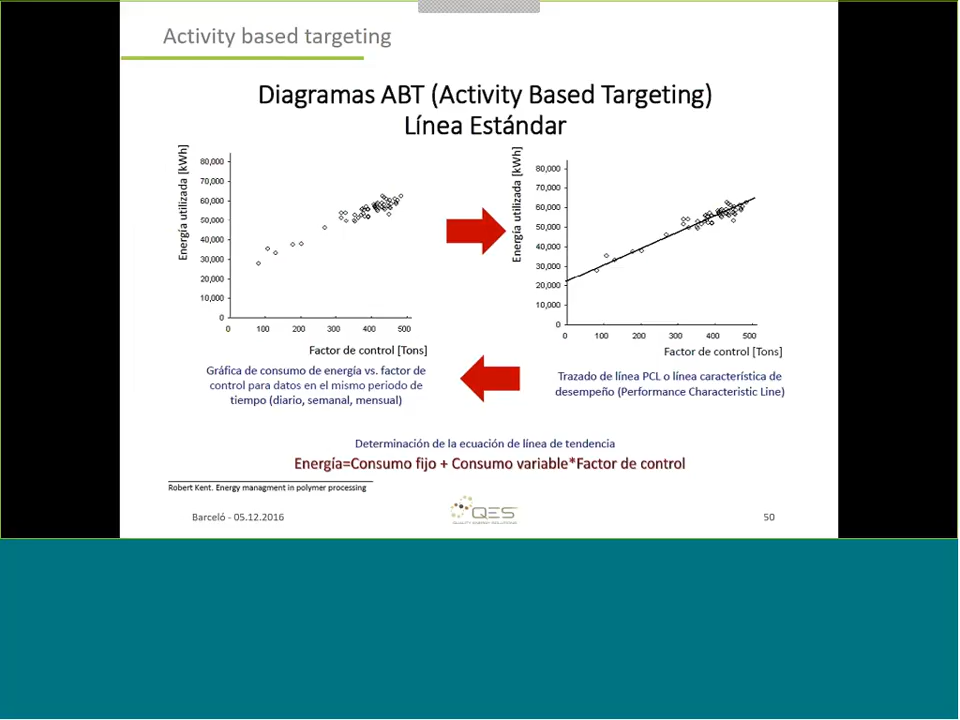 Activity based targeting
Diagramas ABT (Activity Based Targeting)
Línea Estándar
Energía utilizada [kWh]
80,000
70,000
60,000
50,000
40,000
30,000
20,000
10,000
0
0 100 200 300 400 500
Factor de control [Tons]
Gráfica de consumo de energía vs. factor de
control para datos en el mismo periodo de
tiempo (diario, semanal, mensual)
Energía utilizada [kWh]
80,000
70,000
60,000
50,000
40,000
30,000
20,000
10,000
0
0 100 200 300 400 500
Factor de control [Tons]
Trazado de línea PCL o línea característica de
desempeño (Performance Characteristic Line)
Determinación de la ecuación de línea de tendencia
Energía=Consumo fijo + Consumo variable*Factor de control
Robert Kent. Energy managment in polymer processing
Barceló - 05.12.2016
QES
QUALITY ENERGY SOLUTIONS
50